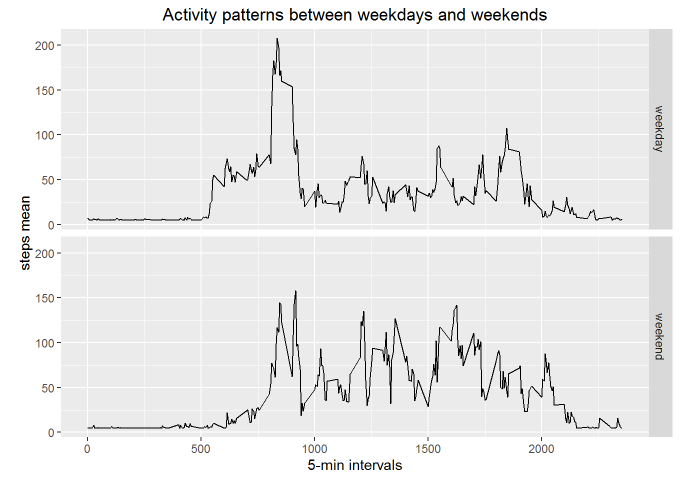 Activity patterns between weekdays and weekends
steps mean
200
150
100
50
0
weekday
200
150
100
50
0
weekend
0 500 1000 1500 2000
5-min intervals